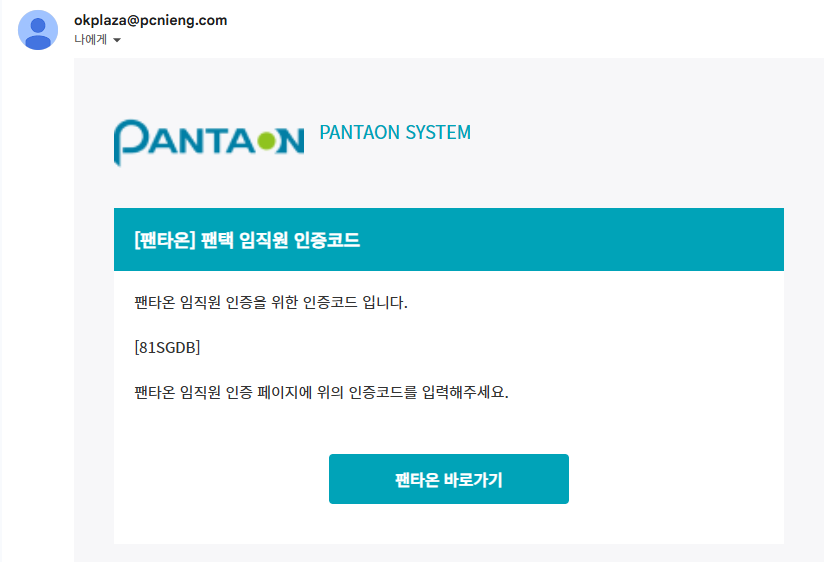 okplaza@pcnieng.com
나에게
PANTAON PANTAON SYSTEM
[팬타온] 팬택 임직원 인증코드
팬타온 임직원 인증을 위한 인증코드 입니다.
[81SGDB]
팬타온 임직원 인증 페이지에 위의 인증코드를 입력해주세요.
팬타온 바로가기